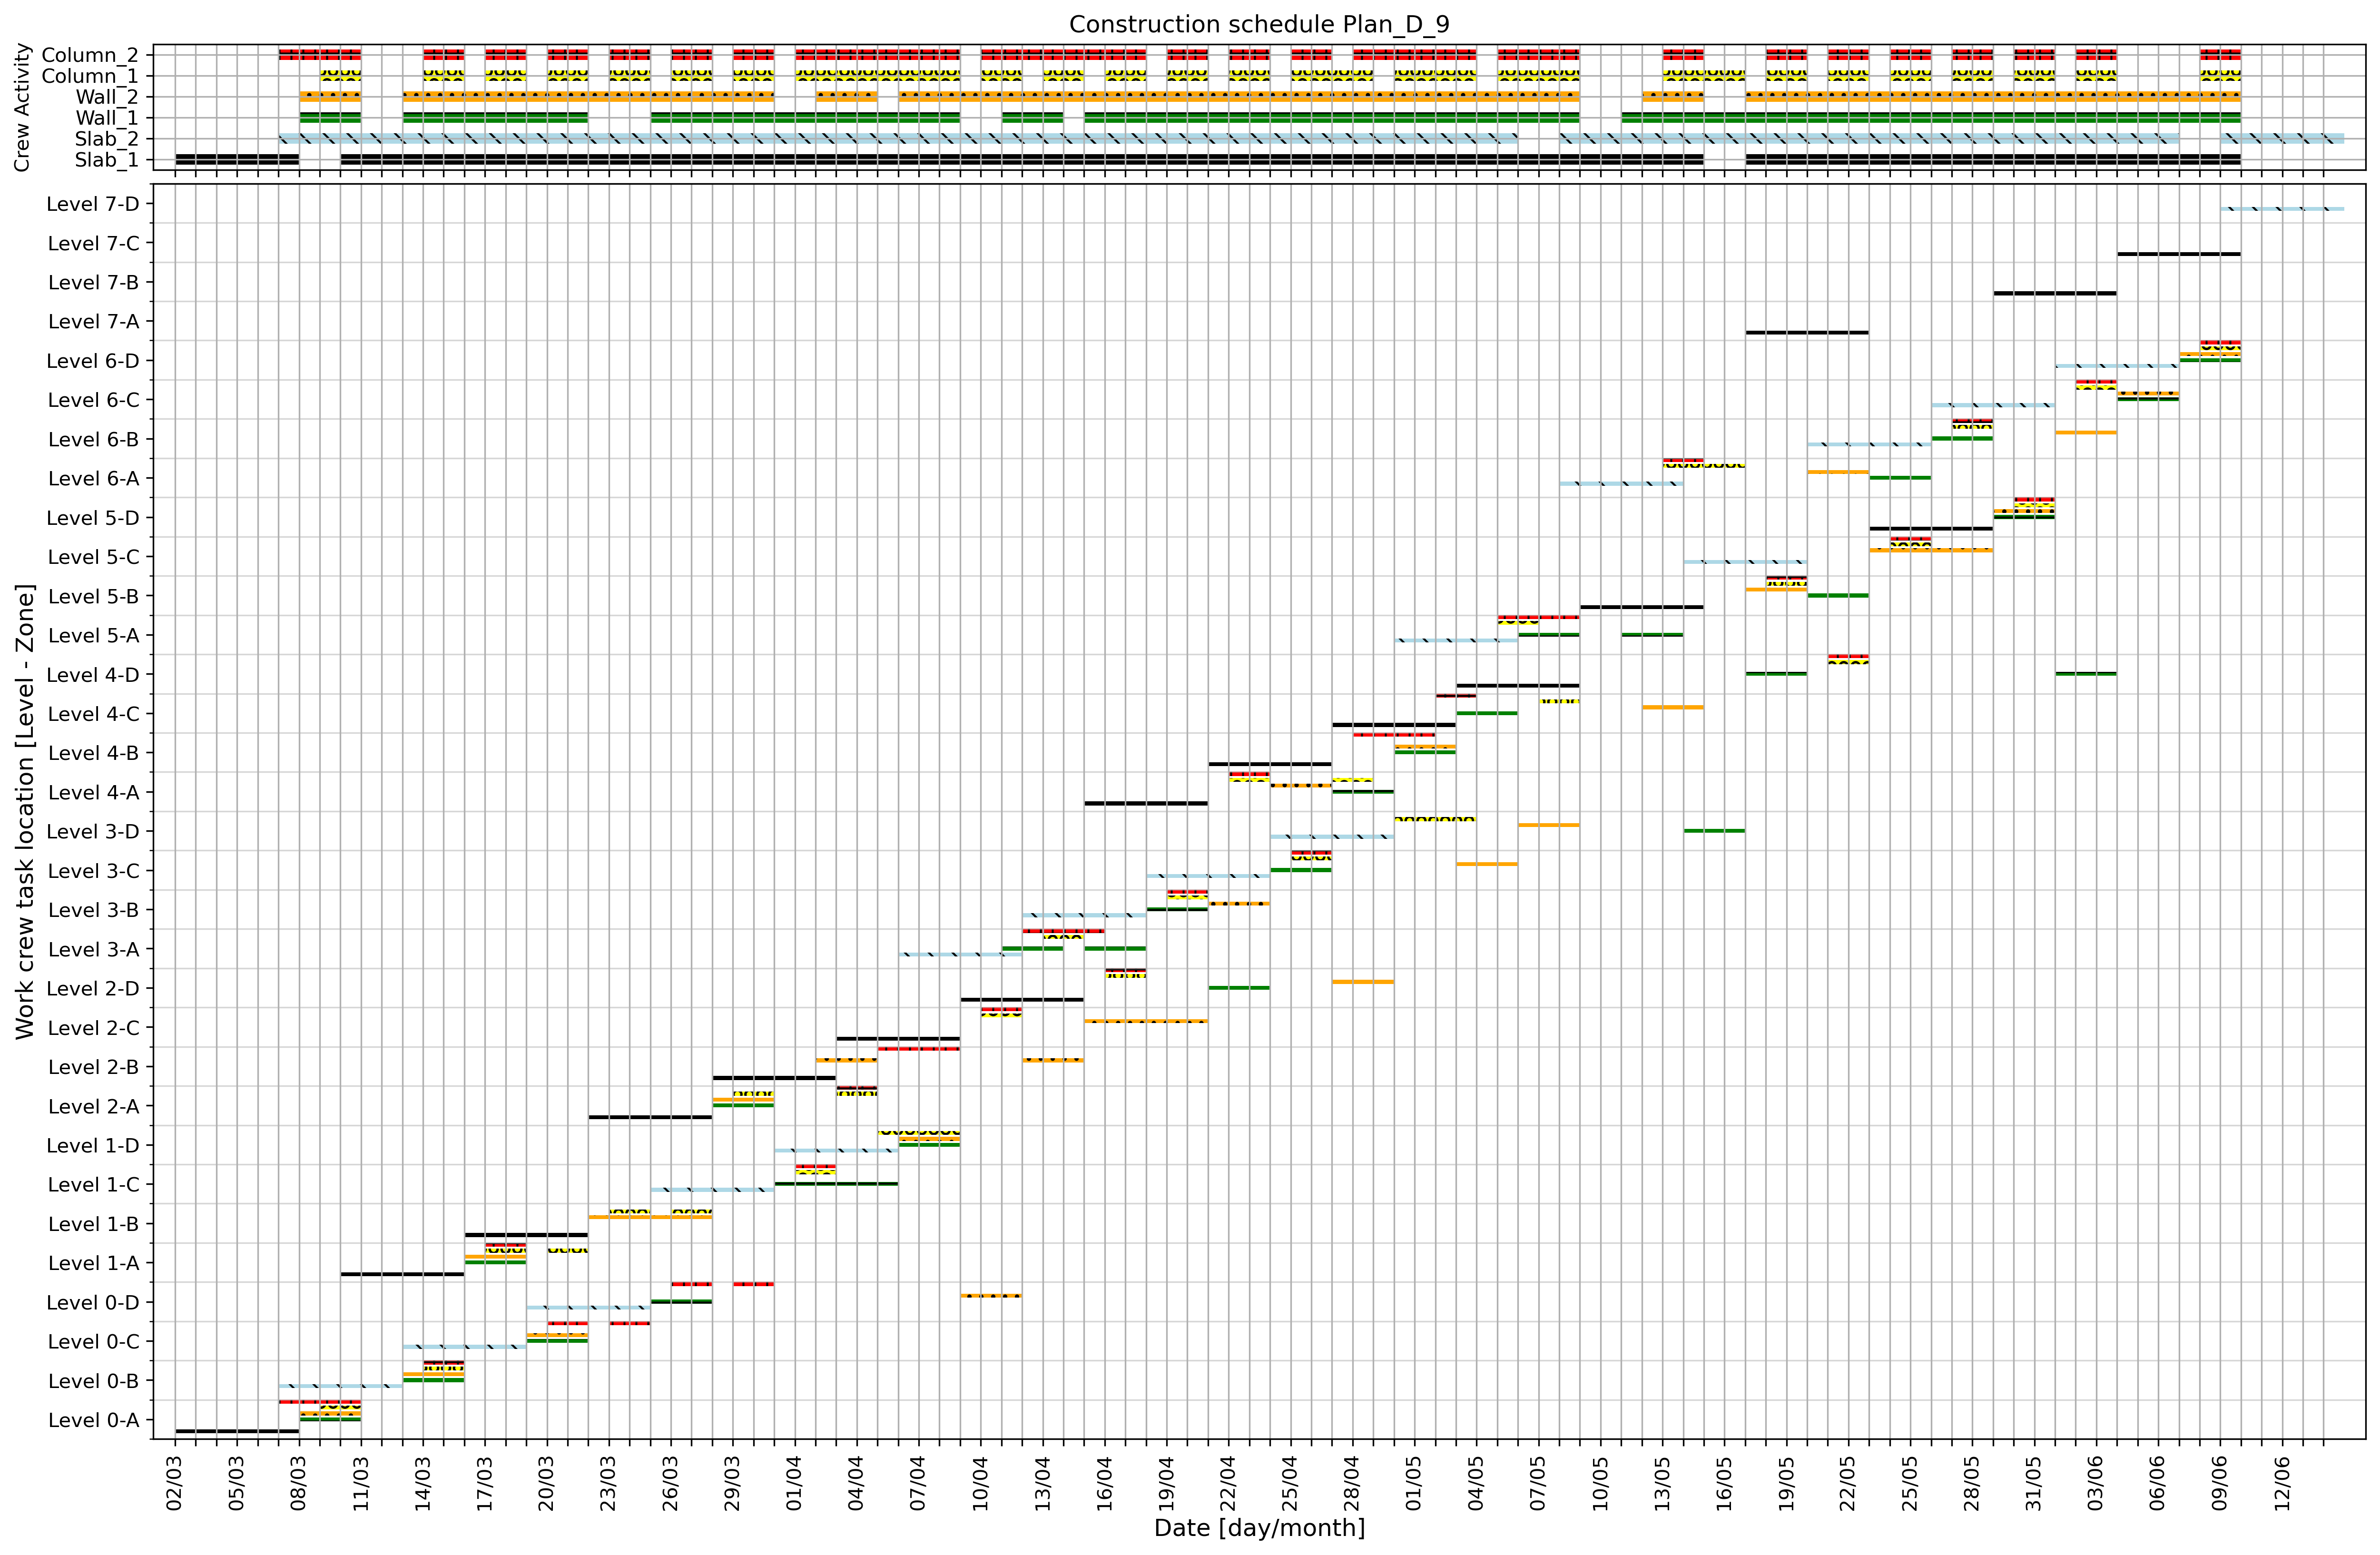 Construction schedule Plan_D_9
Crew Activity
Column_2
Column_1
Wall_2
Wall_1
Slab_2
Slab_1
Work crew task location [Level - Zone]
Level 7-D
Level 7-C
Level 7-B
Level 7-A
Level 6-D
Level 6-C
Level 6-B
Level 6-A
Level 5-D
Level 5-C
Level 5-B
Level 5-A
Level 4-D
Level 4-C
Level 4-B
Level 4-A
Level 3-D
Level 3-C
Level 3-B
Level 3-A
Level 2-D
Level 2-C
Level 2-B
Level 2-A
Level 1-D
Level 1-C
Level 1-B
Level 1-A
Level 0-D
Level 0-C
Level 0-B
Level 0-A
02/03 05/03 08/03 11/03 14/03 17/03 20/03 23/03 26/03 29/03 01/04 04/04 07/04 10/04 13/04 16/04 19/04 22/04 25/04 28/04 01/05 04/05 07/05 10/05 13/05 16/05 19/05 22/05 25/05 28/05 31/05 03/06 06/06 09/06 12/06
Date [day/month]